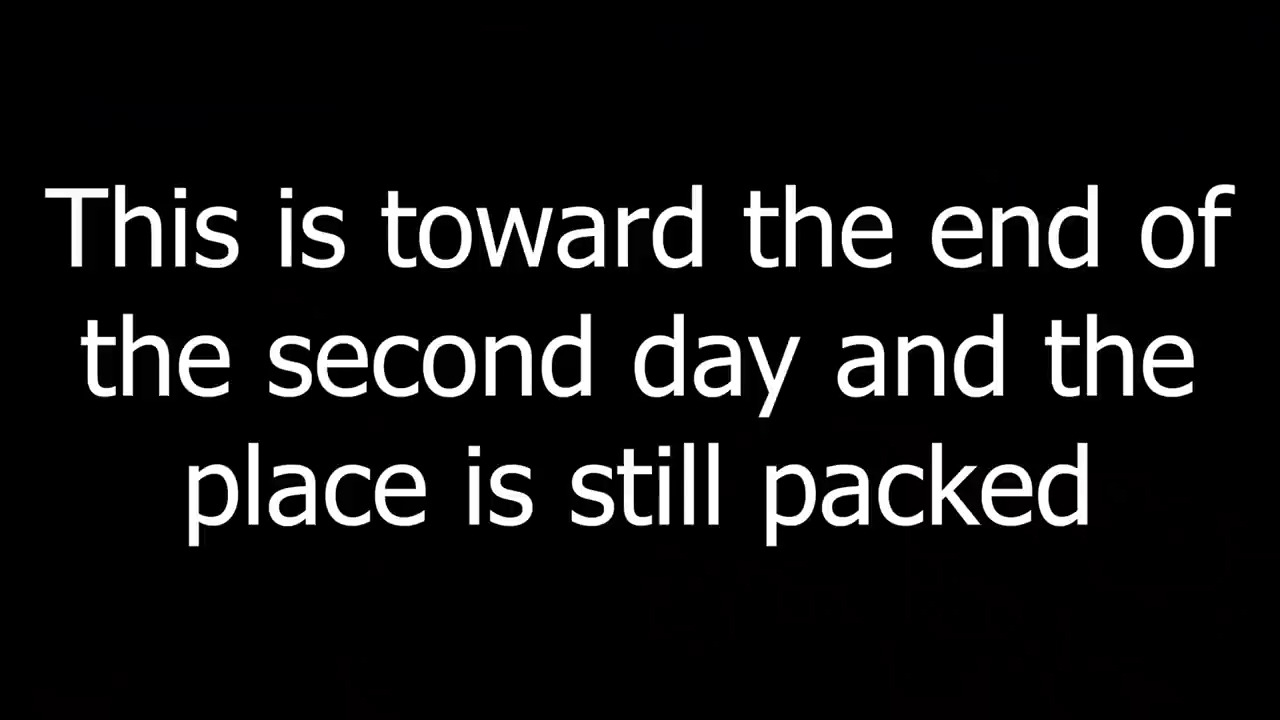 This is toward the end of
the second day and the
place is still packed